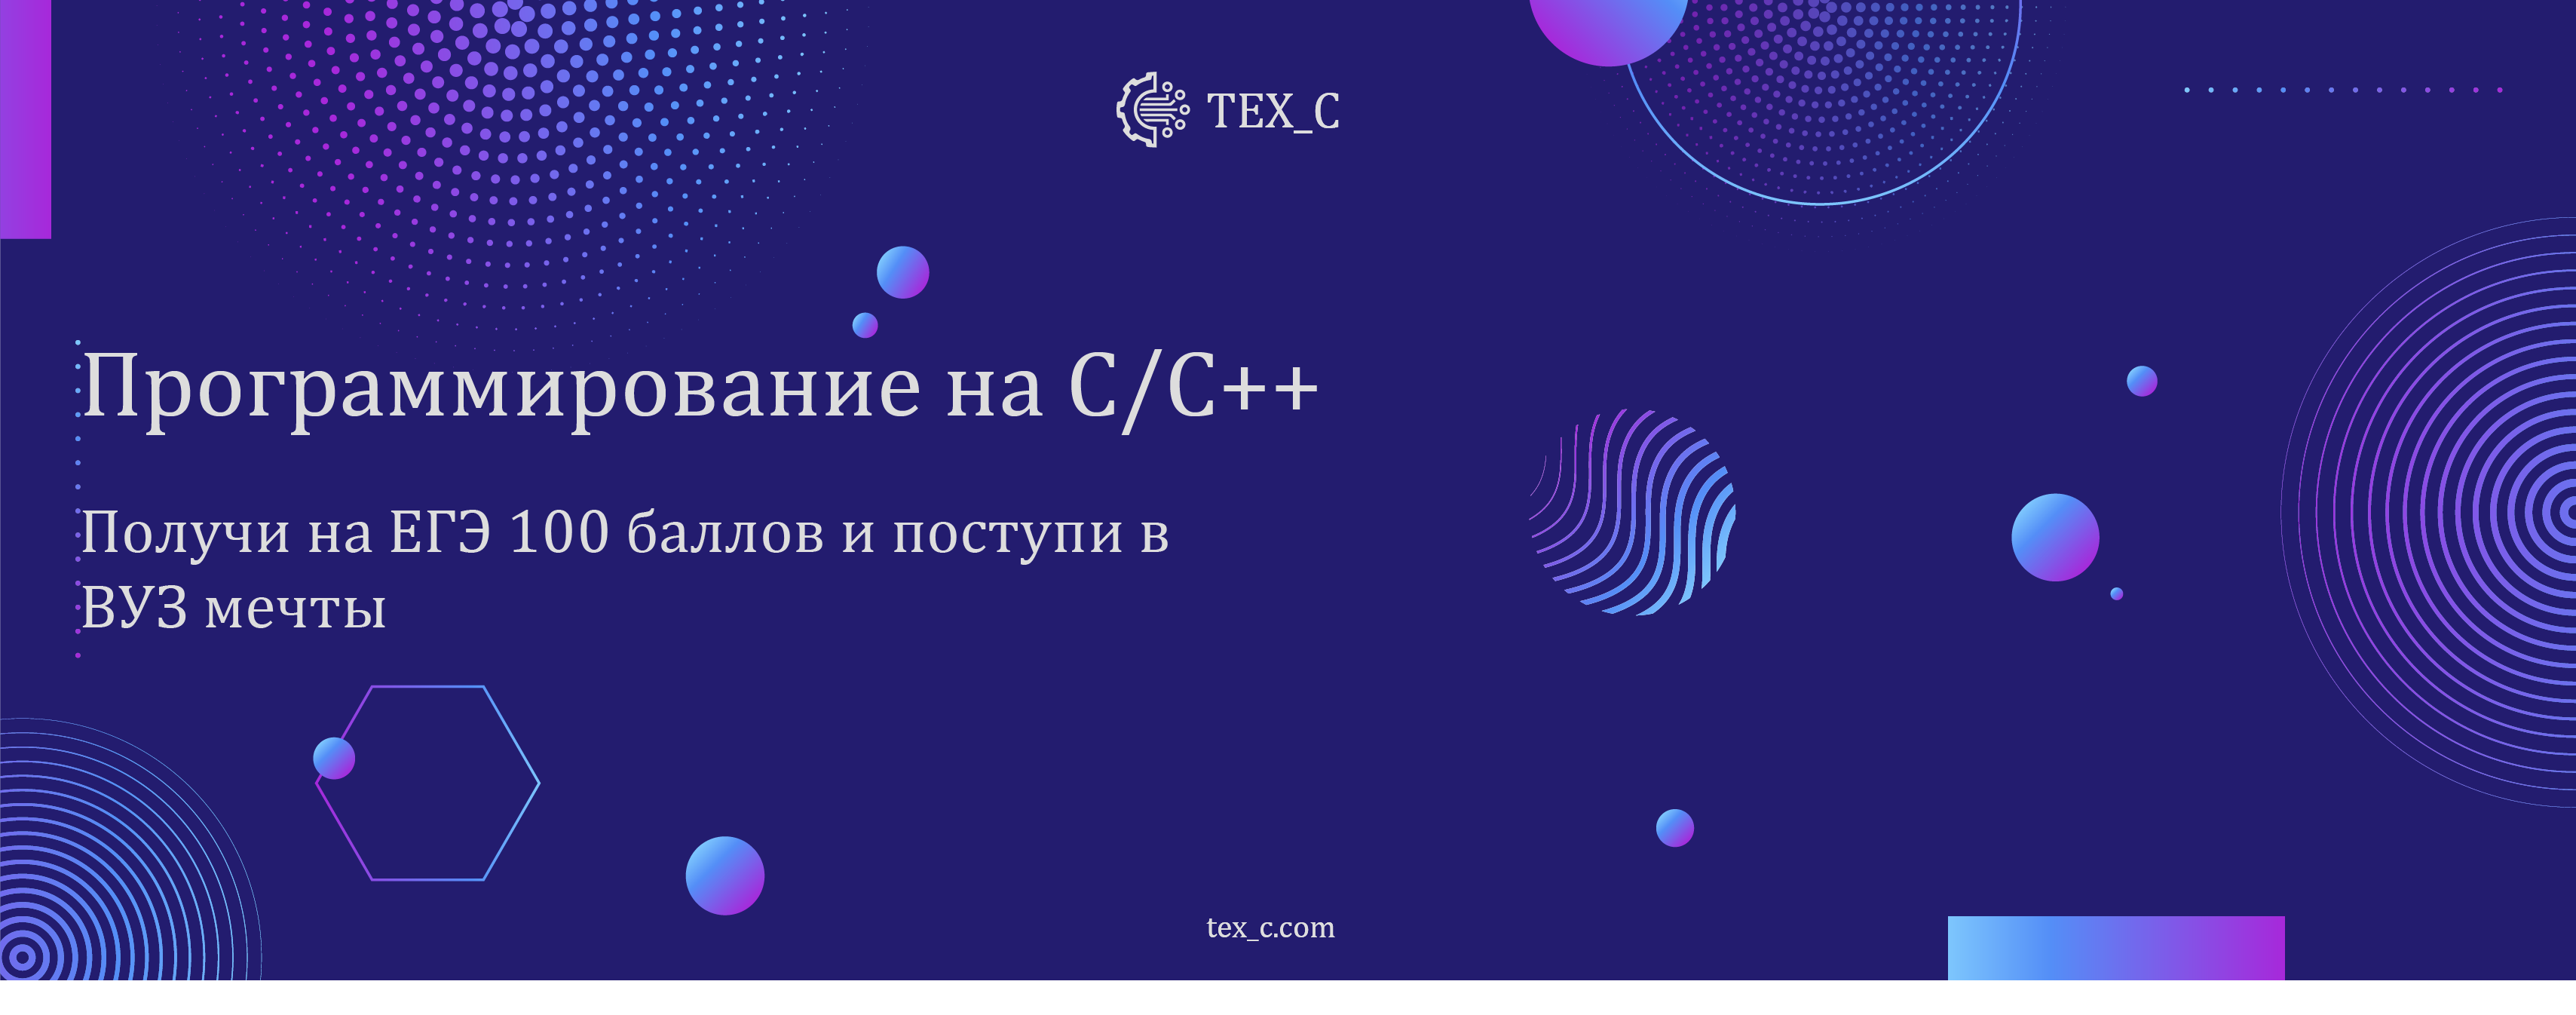 TEX_C
Программирование на С/С++
Получи на ЕГЭ 100 баллов и поступи в
ВУЗ мечты
tex_c.com